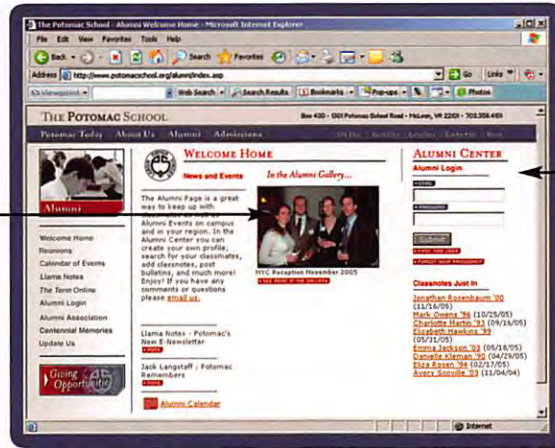 The Potomac School - Alumni Welcome Home - Microsoft Internet Explorer
File Edit View Favorites Tools Help
Back Search Favorites
Address http://www.potomacschool.org/alumni/index.asp Go Links
Viewpoint Web Search Search Results Bookmarks Pop-ups Photos
THE POTOMAC SCHOOL
Potomac Today About Us Alumni Admissions
Alumni
Welcome Home
Reunions
Calendar of Events
Llama Notes
The Term Online
Alumni Login
Alumni Association
Centennial Memories
Update Us
Giving
Opportunities
WELCOME HOME
News and Events
The Alumni Page is a great
way to keep up with
Alumni Events on campus
and in your region. In the
Alumni Center you can
create your own profile,
search for your classmates,
add classnotes, post
bulletins, and much more!
Enjoy! If you have any
comments or questions
please email us.
Llama Notes - Potomac's
New E-Newsletter
Jack Langstaff : Potomac
Remembers
Alumni Calendar
In the Alumni Gallery...
NYC Reception November 2005
ALUMNI CENTER
Alumni Login
Submit
Classnotes Just In
Jonathan Rosenbaum '00
(11/16/05)
Mark Owens '96 (10/25/05)
Charlotte Martin '93 (09/16/05)
Elizabeth Hawkins '99
(05/31/05)
Emma Jackson '03 (05/18/05)
Danielle Kleman '90 (04/29/05)
Eliza Rosen '94 (02/17/05)
Avery Scoville '03 (11/04/04)
Internet